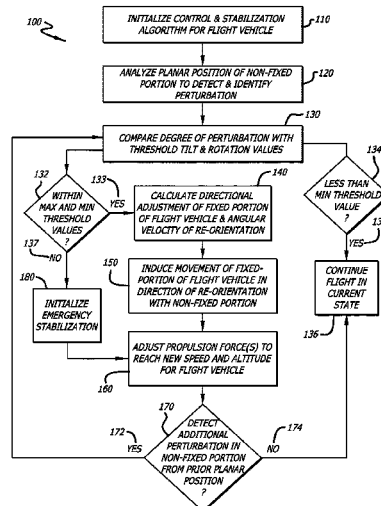 100
INITIALIZE CONTROL & STABILIZATION
ALGORITHM FOR FLIGHT VEHICLE
110
ANALYZE PLANAR POSITION OF NON-FIXED
PORTION TO DETECT & IDENTIFY
PERTURBATION
120
COMPARE DEGREE OF PERTURBATION WITH
THRESHOLD TILT & ROTATION VALUES
130
132
WITHIN
MAX AND MIN
THRESHOLD
VALUES
?
133
YES
137
NO
134
LESS THAN
MIN THRESHOLD
VALUE
?
YES
CALCULATE DIRECTIONAL
ADJUSTMENT OF FIXED PORTION
OF FLIGHT VEHICLE & ANGULAR
VELOCITY OF RE-ORIENTATION
140
150
INDUCE MOVEMENT OF FIXED-
PORTION OF FLIGHT VEHICLE IN
DIRECTION OF RE-ORIENTATION
WITH NON-FIXED PORTION
180
INITIALIZE
EMERGENCY
STABILIZATION
CONTINUE
FLIGHT IN
CURRENT
STATE
136
ADJUST PROPULSION FORCE(S) TO
REACH NEW SPEED AND ALTITUDE
FOR FLIGHT VEHICLE
160
170
DETECT
ADDITIONAL
PERTURBATION IN
NON-FIXED PORTION
FROM PRIOR PLANAR
POSITION
?
172
YES
174
NO